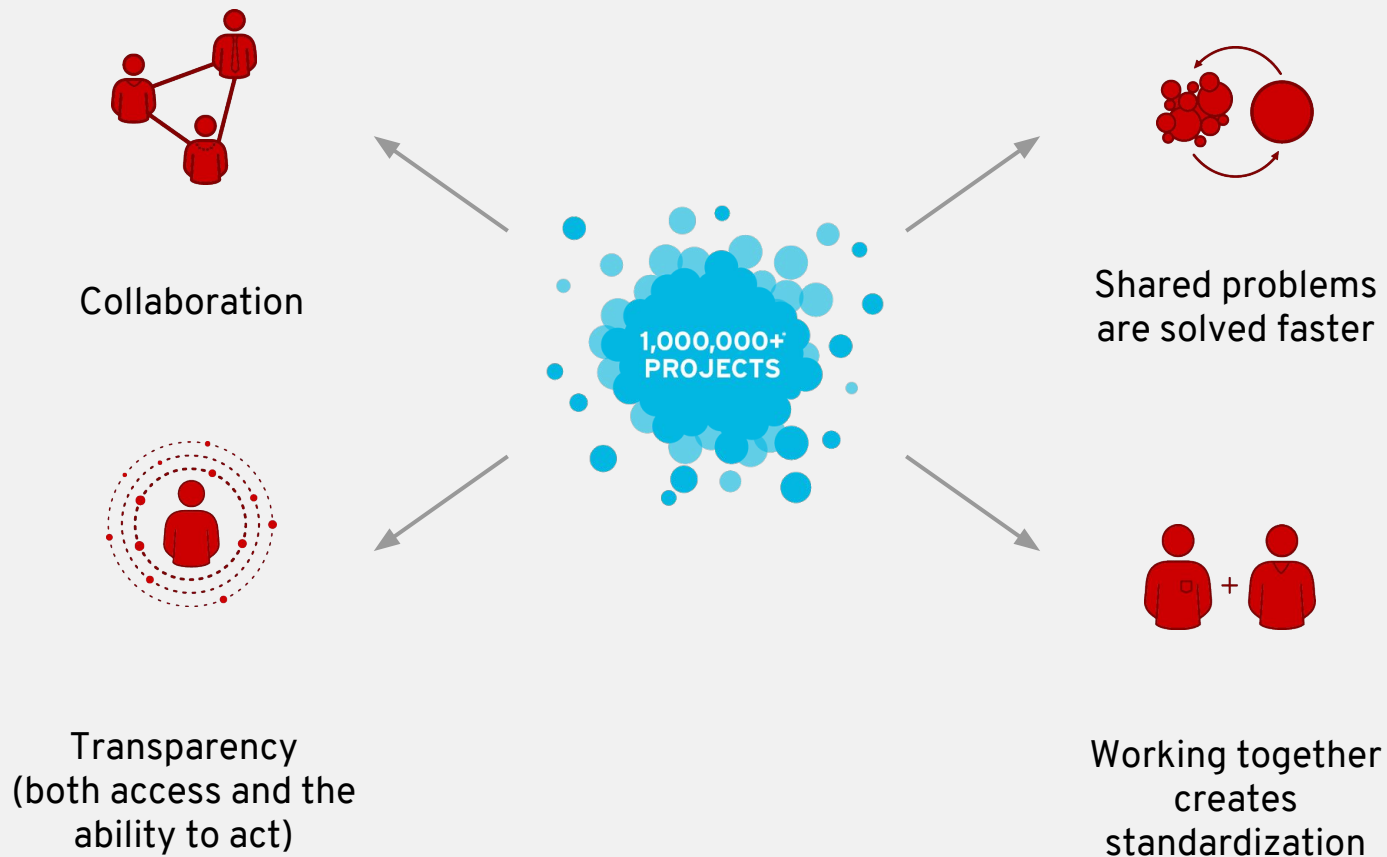 Collaboration
Shared problems
are solved faster
1,000,000+*
PROJECTS
Transparency
(both access and the
ability to act)
+
Working together
creates
standardization